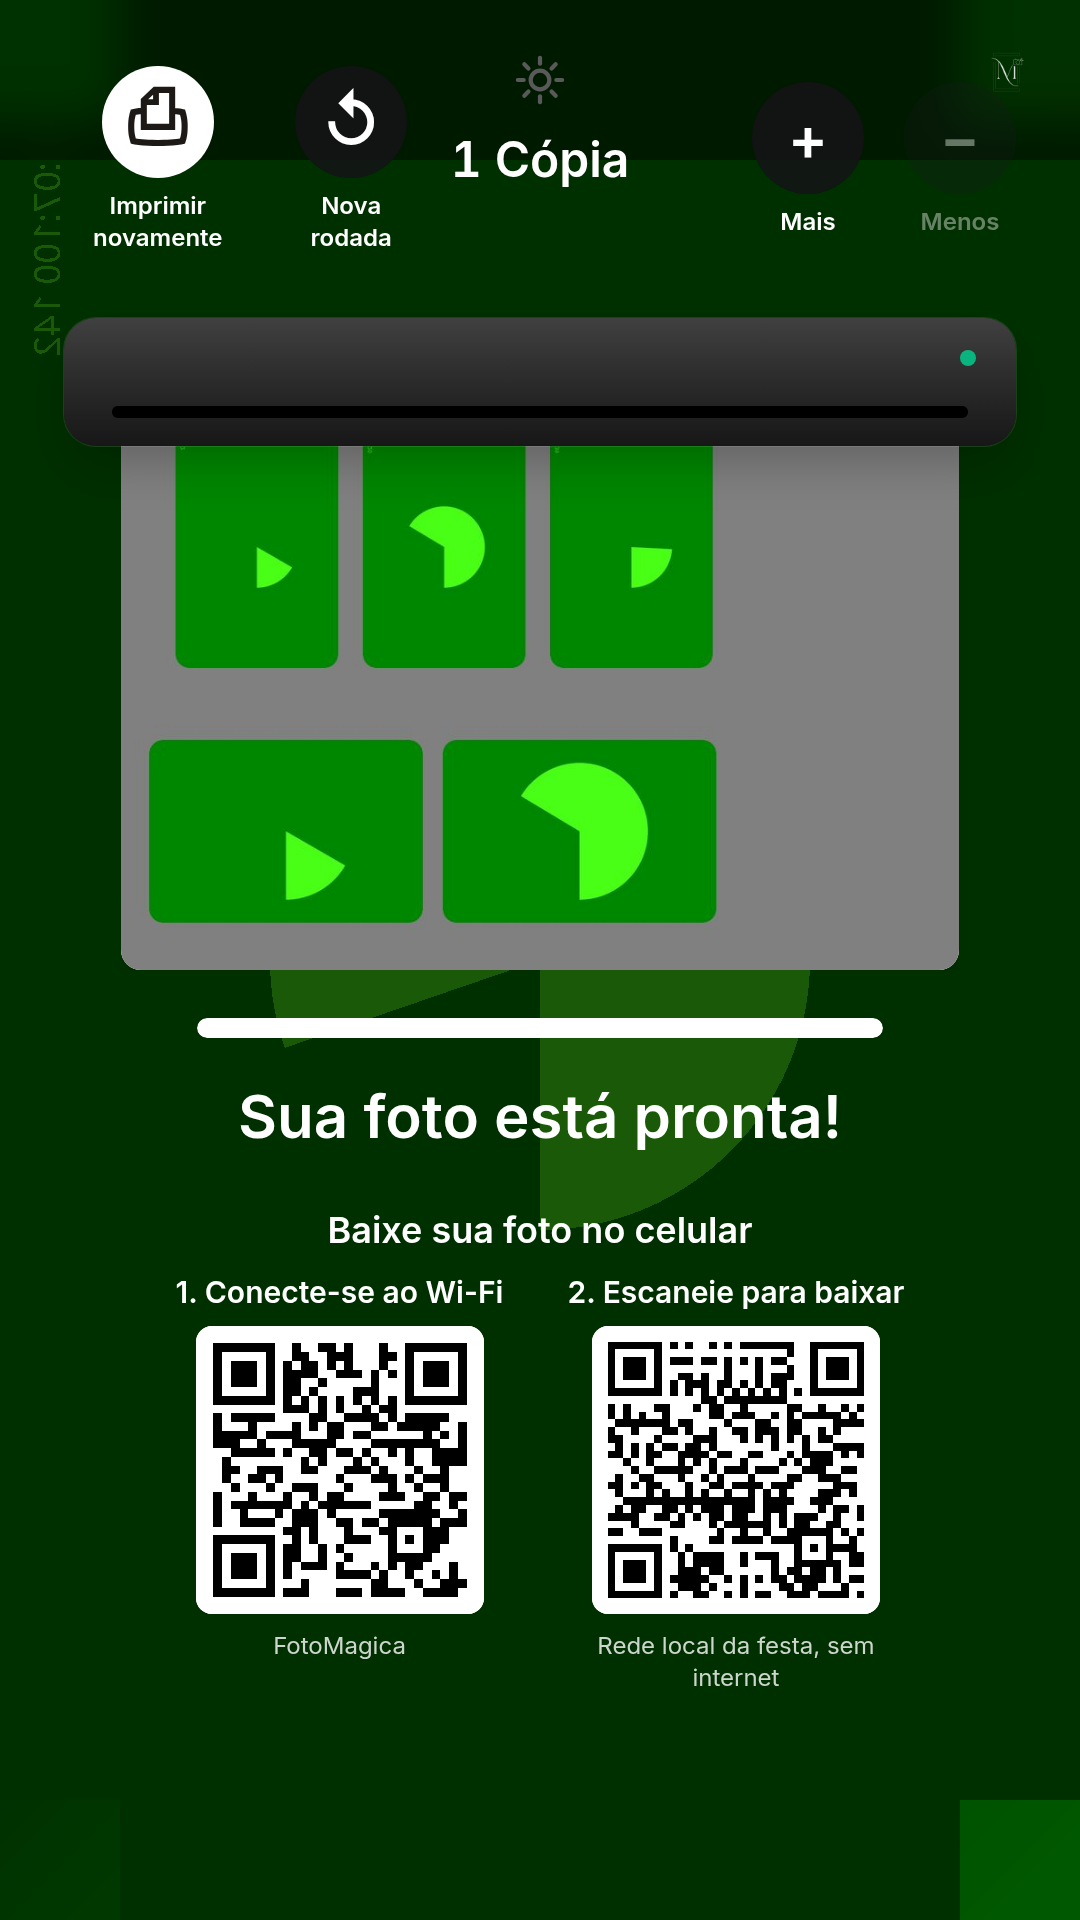 Imprimir
novamente
Nova
rodada
1 Cópia
+
Mais
−
Menos
Sua foto está pronta!
Baixe sua foto no celular
1. Conecte-se ao Wi-Fi
2. Escaneie para baixar
FotoMagica
Rede local da festa, sem
internet